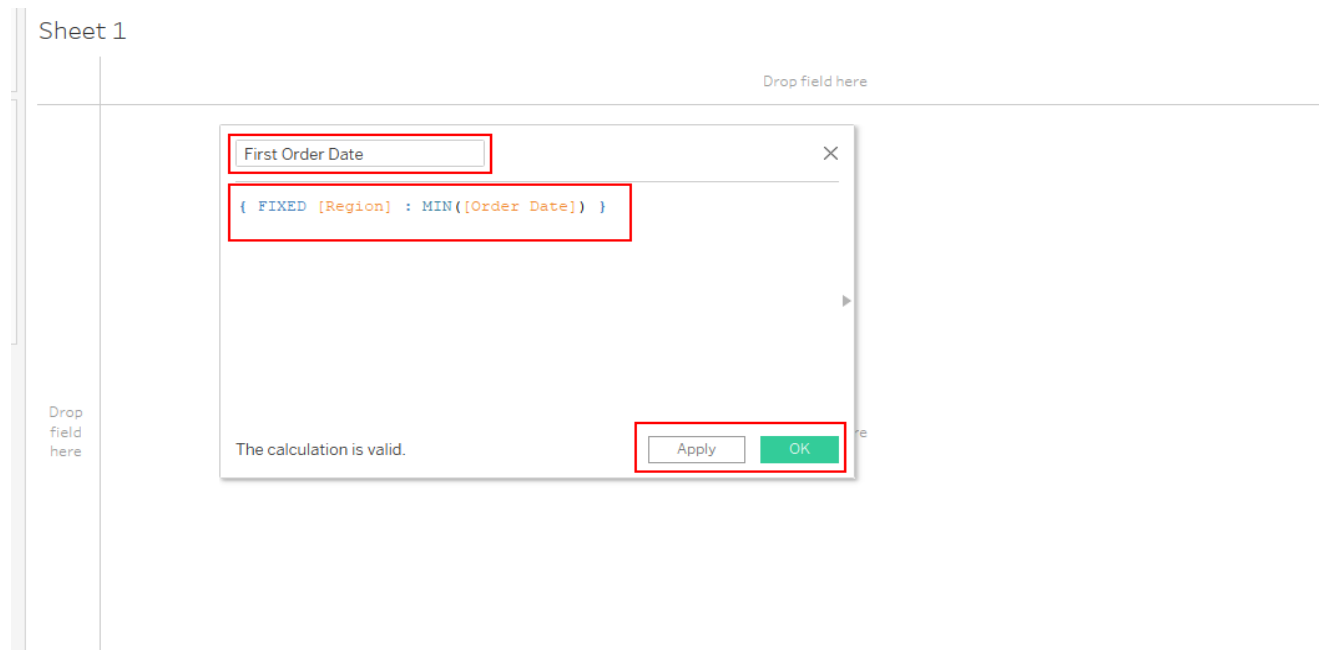 Sheet 1
Drop field here
First Order Date
{ FIXED [Region] : MIN([Order Date]) }
Drop
field
here
re
The calculation is valid.
Apply
OK